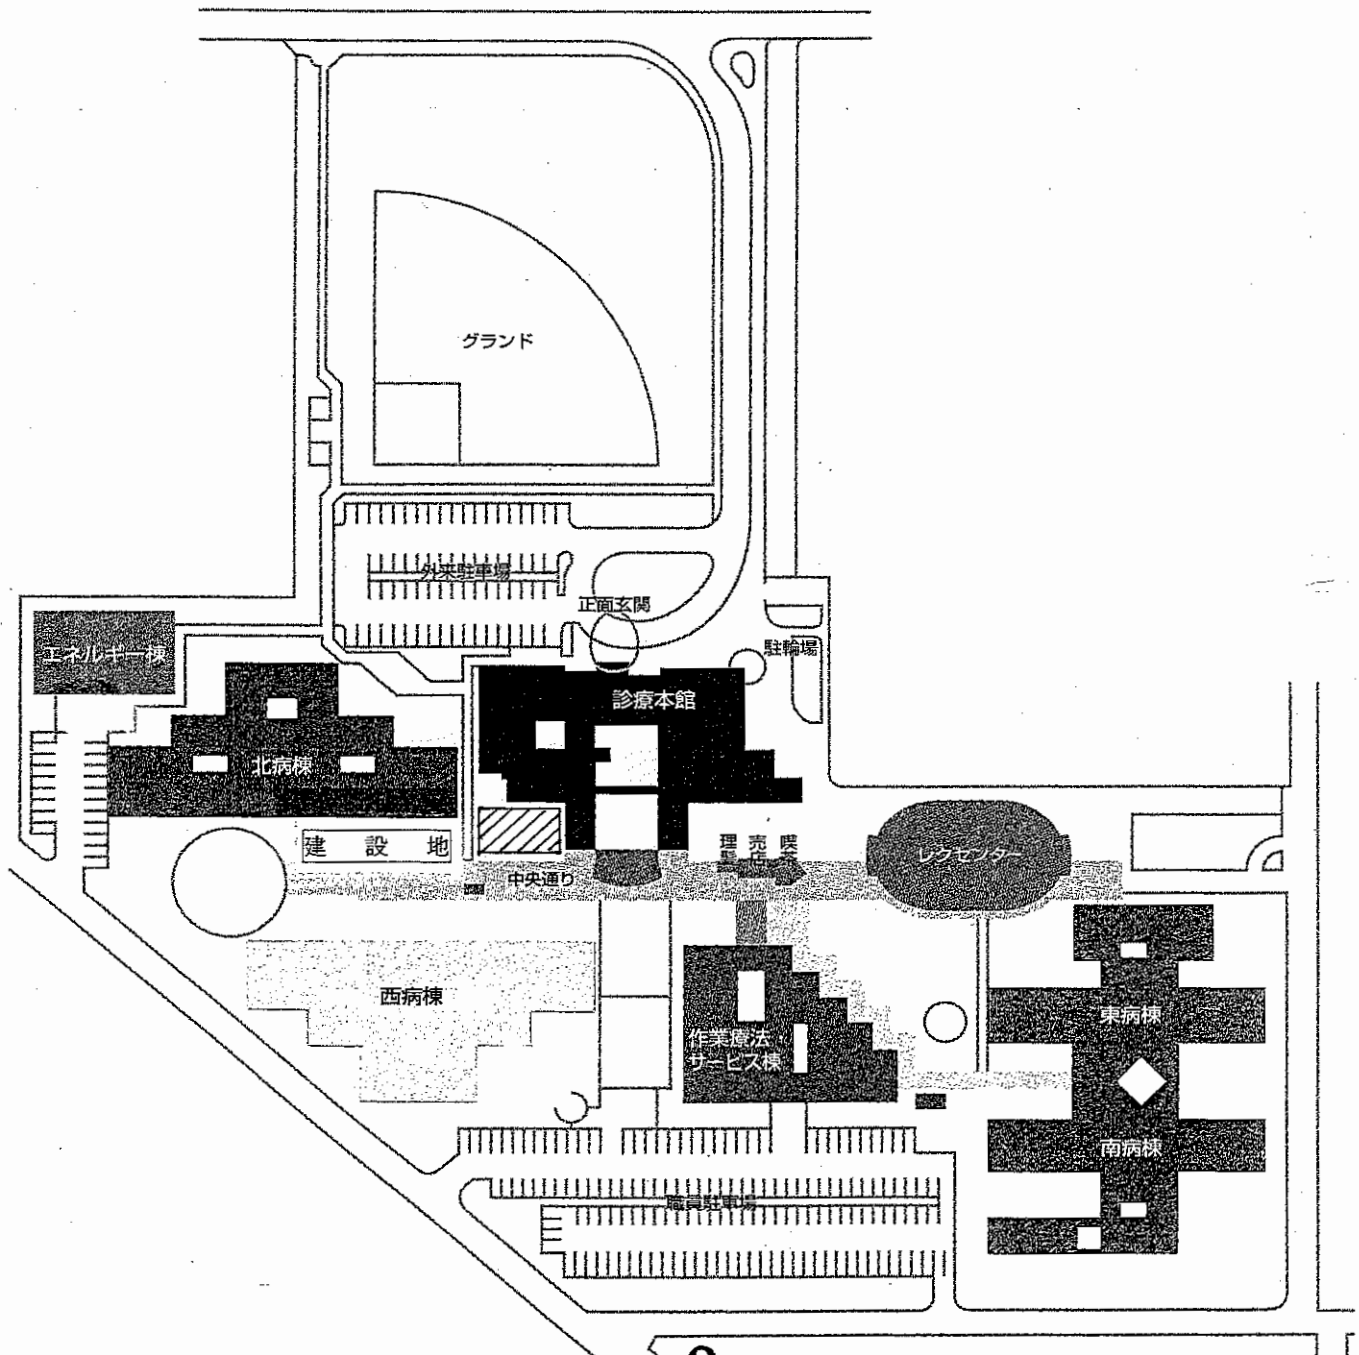 グランド
外来駐車場
正面玄関
駐輪場
エネルギー棟
診療本館
北病棟
建設地
理髪
売店
喫茶
レクセンター
中央通り
西病棟
作業療法
サービス棟
東病棟
南病棟
職員駐車場